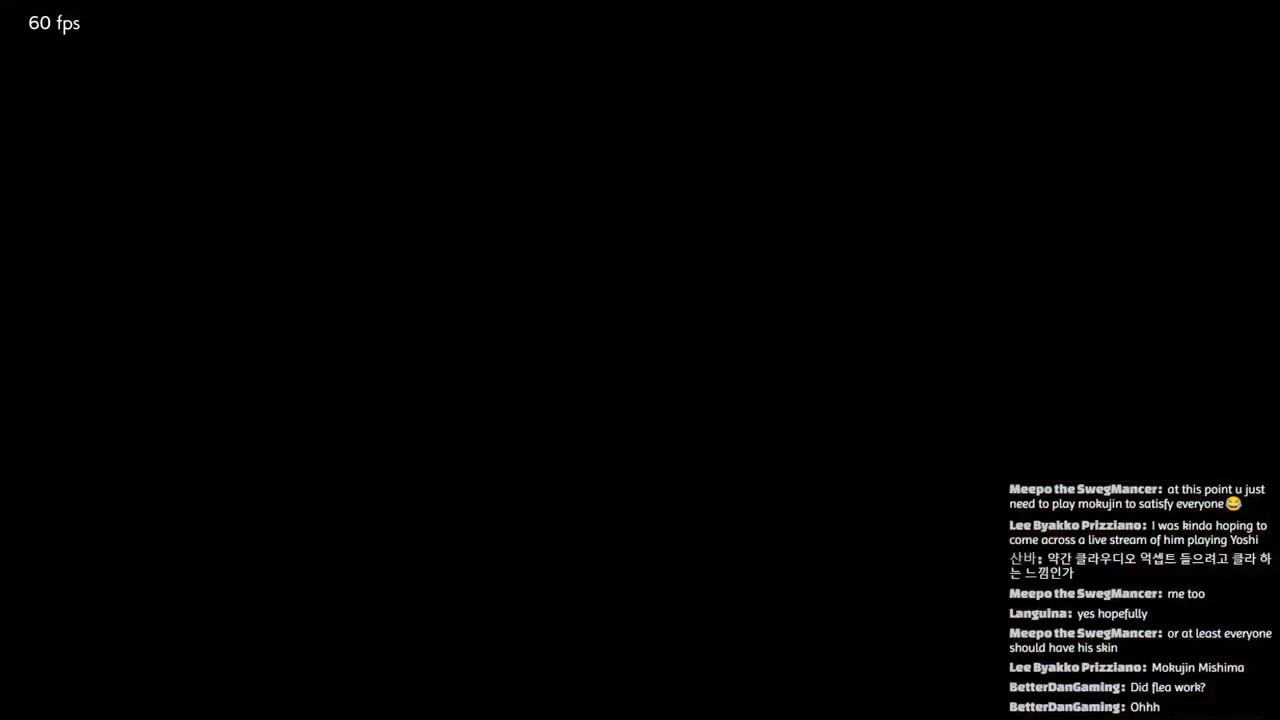 60 fps
Meepo the SwegMancer: at this point u just
need to play mokujin to satisfy everyone😂
Lee Byakko Prizziano: I was kinda hoping to
come across a live stream of him playing Yoshi
산바: 약간 클라우디오 억셉트 들으려고 클라 하
는 느낌인가
Meepo the SwegMancer: me too
Languina: yes hopefully
Meepo the SwegMancer: or at least everyone
should have his skin
Lee Byakko Prizziano: Mokujin Mishima
BetterDanGaming: Did flea work?
BetterDanGaming: Ohhh